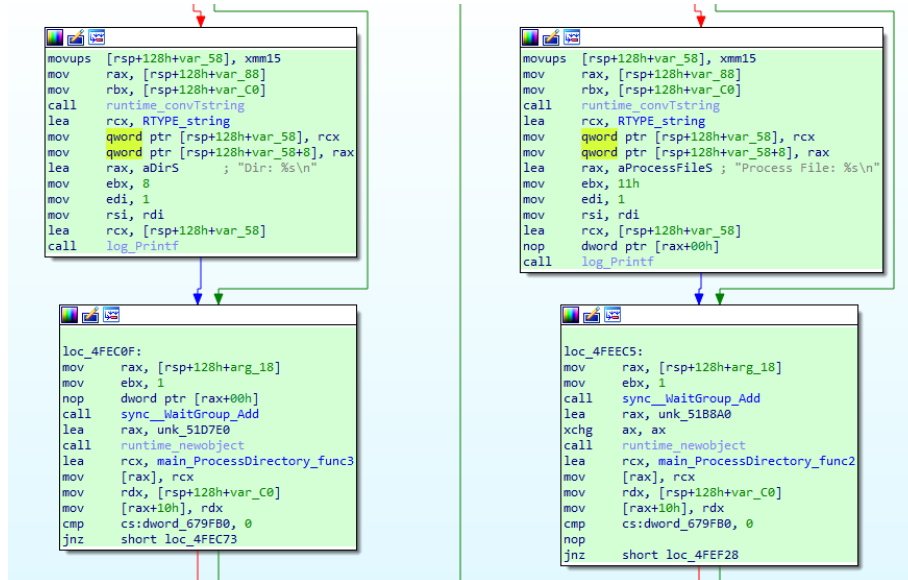 movups [rsp+128h+var_58], xmm15
mov rax, [rsp+128h+var_88]
mov rbx, [rsp+128h+var_C0]
call runtime_convTstring
lea rcx, RTYPE_string
mov qword ptr [rsp+128h+var_58], rcx
mov qword ptr [rsp+128h+var_58+8], rax
lea rax, aDirS ; "Dir: %s\n"
mov ebx, 8
mov edi, 1
mov rsi, rdi
lea rcx, [rsp+128h+var_58]
call log_Printf
loc_4FEC0F:
mov rax, [rsp+128h+arg_18]
mov ebx, 1
nop dword ptr [rax+00h]
call sync__WaitGroup_Add
lea rax, unk_51D7E0
call runtime_newobject
lea rcx, main_ProcessDirectory_func3
mov [rax], rcx
mov rdx, [rsp+128h+var_C0]
mov [rax+10h], rdx
cmp cs:dword_679FB0, 0
jnz short loc_4FEC73
movups [rsp+128h+var_58], xmm15
mov rax, [rsp+128h+var_88]
mov rbx, [rsp+128h+var_C0]
call runtime_convTstring
lea rcx, RTYPE_string
mov qword ptr [rsp+128h+var_58], rcx
mov qword ptr [rsp+128h+var_58+8], rax
lea rax, aProcessFileS ; "Process File: %s\n"
mov ebx, 11h
mov edi, 1
mov rsi, rdi
lea rcx, [rsp+128h+var_58]
nop dword ptr [rax+00h]
call log_Printf
loc_4FEEC5:
mov rax, [rsp+128h+arg_18]
mov ebx, 1
call sync__WaitGroup_Add
lea rax, unk_51B8A0
xchg ax, ax
call runtime_newobject
lea rcx, main_ProcessDirectory_func2
mov [rax], rcx
mov rdx, [rsp+128h+var_C0]
mov [rax+10h], rdx
cmp cs:dword_679FB0, 0
nop
jnz short loc_4FEF28